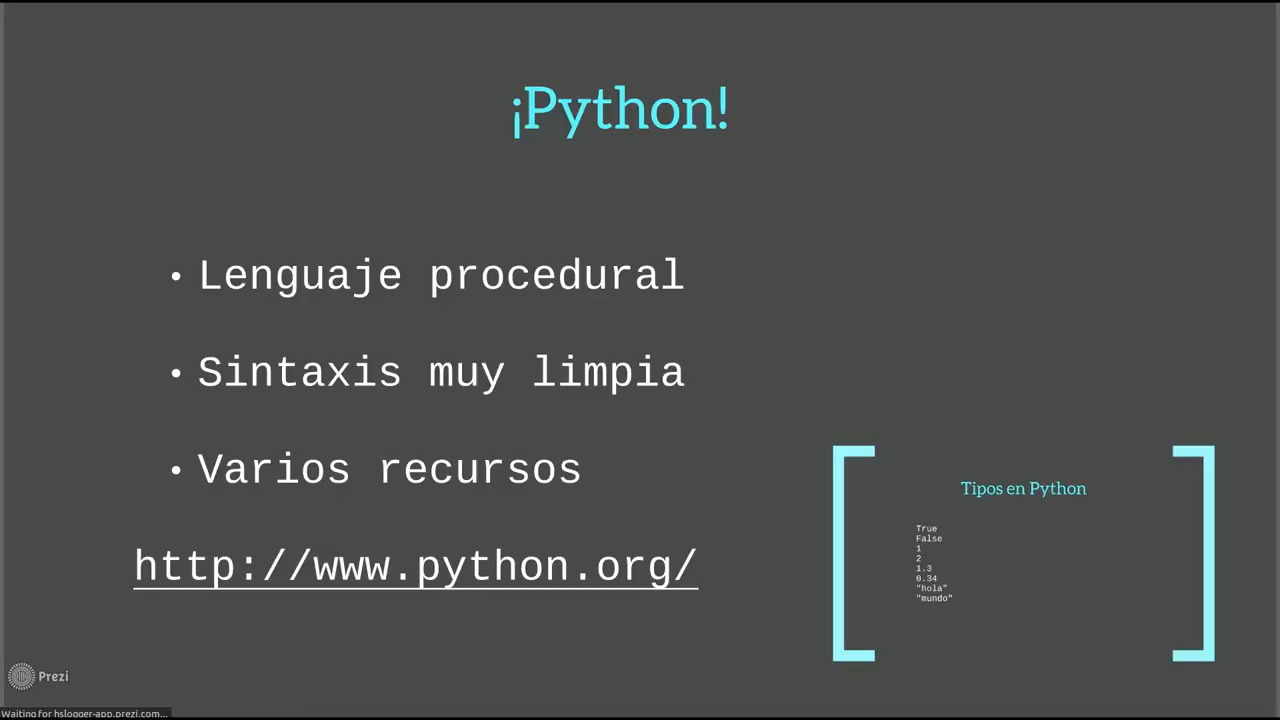 ¡Python!
• Lenguaje procedural
• Sintaxis muy limpia
• Varios recursos
http://www.python.org/
Tipos en Python
True
False
1
2
1.3
0.34
"hola"
"mundo"
Prezi
Waiting for hslogger-app.prezi.com...